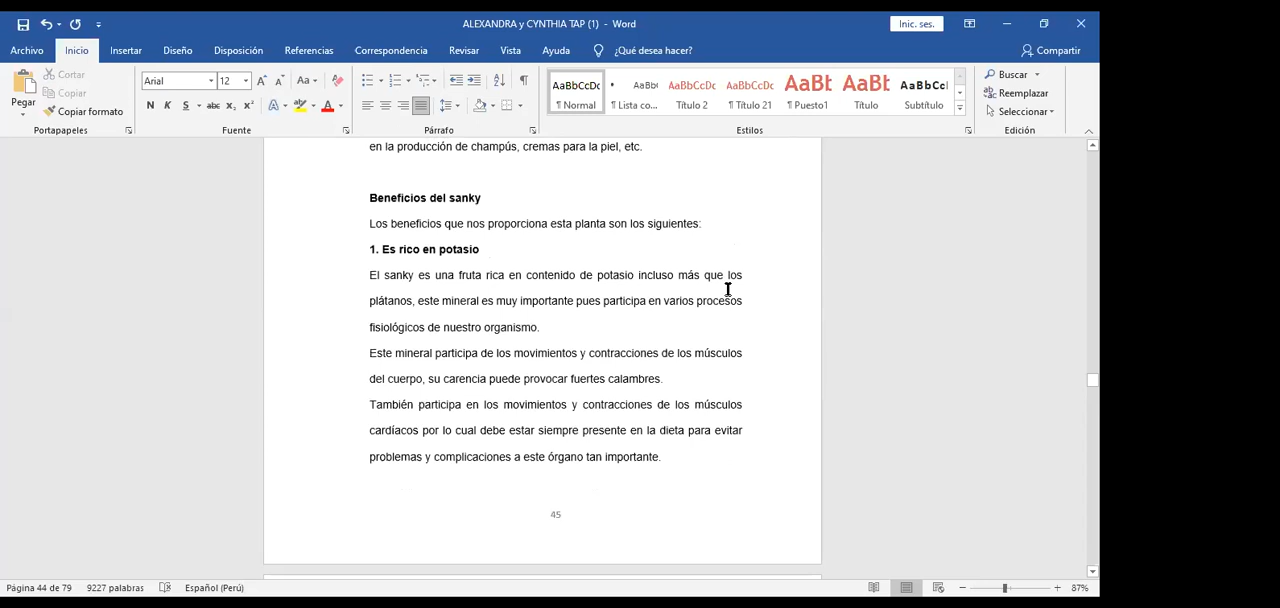 ALEXANDRA y CYNTHIA TAP (1) - Word
Inic. ses.
Archivo Inicio Insertar Diseño Disposición Referencias Correspondencia Revisar Vista Ayuda ¿Qué desea hacer? Compartir
Pegar
Cortar
Copiar
Copiar formato
Portapapeles
Arial 12
Aa
N K S abc x₂ x²
A A
Fuente
Párrafo
AaBbCcDc AaBbt AaBbCcDc AaBbCcDc AaBt AaBt AaBbCcl
¶ Normal ¶ Lista co... Título 2 ¶ Título 21 ¶ Puesto1 Título Subtítulo
Estilos
Buscar
Reemplazar
Seleccionar
Edición
en la producción de champús, cremas para la piel, etc.
Beneficios del sanky
Los beneficios que nos proporciona esta planta son los siguientes:
1. Es rico en potasio
El sanky es una fruta rica en contenido de potasio incluso más que los
plátanos, este mineral es muy importante pues participa en varios procesos
fisiológicos de nuestro organismo.
Este mineral participa de los movimientos y contracciones de los músculos
del cuerpo, su carencia puede provocar fuertes calambres.
También participa en los movimientos y contracciones de los músculos
cardíacos por lo cual debe estar siempre presente en la dieta para evitar
problemas y complicaciones a este órgano tan importante.
45
Página 44 de 79 9227 palabras Español (Perú) 87%